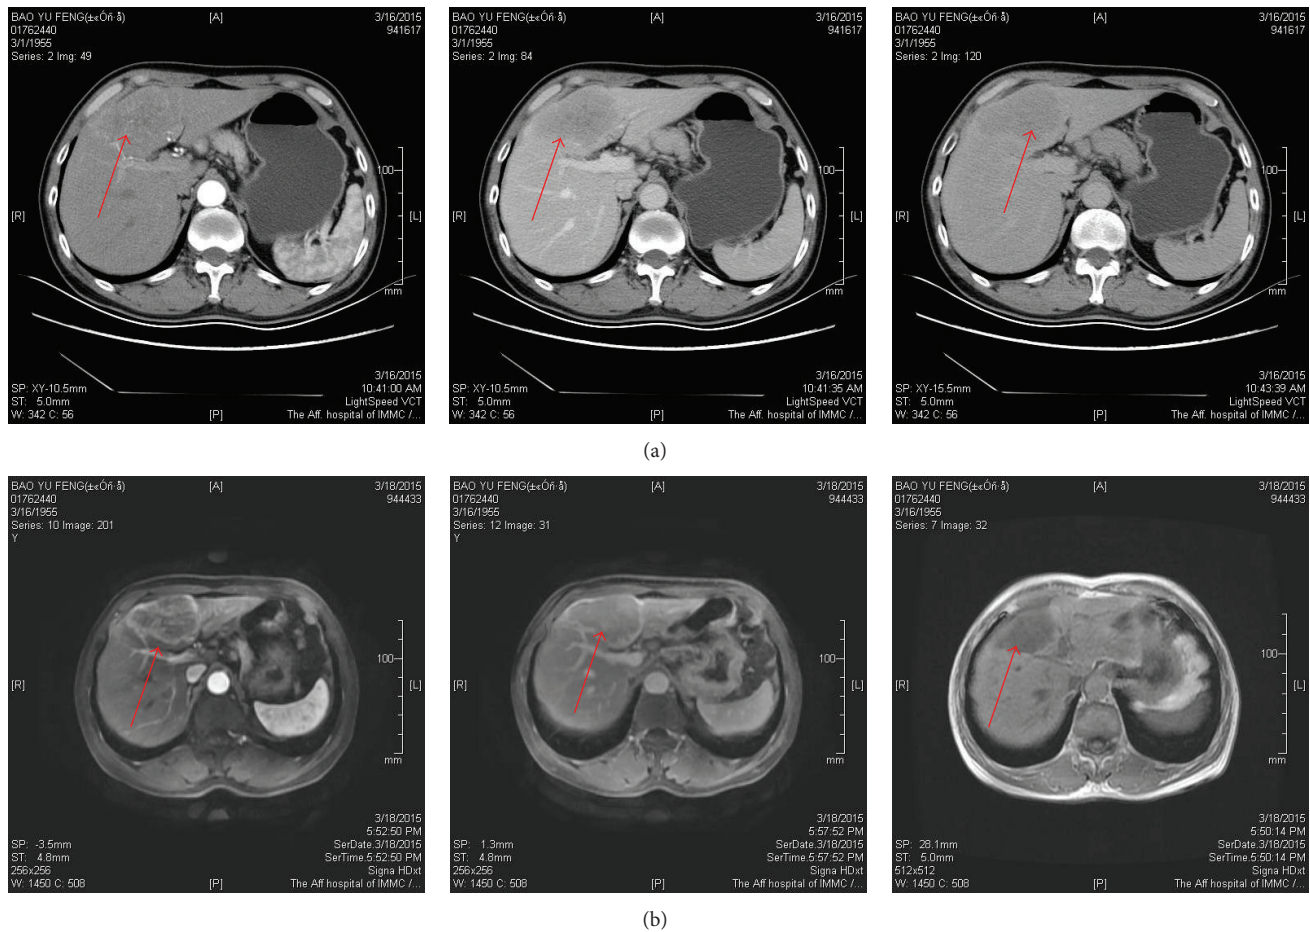 BAO YU FENG(±«Óñ·å)
[A]
3/16/2015
01762440
941617
3/1/1955
Series: 2 Img: 49
[R]
[L]
100
mm
3/16/2015
SP: XY-10.5mm
10:41:00 AM
ST: 5.0mm
LightSpeed VCT
W: 342 C: 56
[P]
The Aff. hospital of IMMC /...
BAO YU FENG(±«Óñ·å)
[A]
3/16/2015
01762440
941617
3/1/1955
Series: 2 Img: 84
[R]
[L]
100
mm
3/16/2015
SP: XY-10.5mm
10:41:35 AM
ST: 5.0mm
LightSpeed VCT
W: 342 C: 56
[P]
The Aff. hospital of IMMC /...
BAO YU FENG(±«Óñ·å)
[A]
3/16/2015
01762440
941617
3/1/1955
Series: 2 Img: 120
[R]
[L]
100
mm
3/16/2015
SP: XY-15.5mm
10:43:39 AM
ST: 5.0mm
LightSpeed VCT
W: 342 C: 56
[P]
The Aff. hospital of IMMC /...
(a)
BAO YU FENG(±«Óñ·å)
[A]
3/18/2015
01762440
944433
3/16/1955
Series: 10 Image: 201
Y
[R]
[L]
100
mm
3/18/2015
5:52:50 PM
SP: -3.5mm
SerDate.3/18/2015
ST: 4.8mm
SerTime.5:52:50 PM
256x256
Signa HDxt
W: 1450 C: 508
[P]
The Aff hospital of IMMC /...
BAO YU FENG(±«Óñ·å)
[A]
3/18/2015
01762440
944433
3/16/1955
Series: 12 Image: 31
Y
[R]
[L]
100
mm
3/18/2015
5:57:52 PM
SP: 1.3mm
SerDate.3/18/2015
ST: 4.8mm
SerTime.5:57:52 PM
256x256
Signa HDxt
W: 1450 C: 508
[P]
The Aff hospital of IMMC /...
BAO YU FENG(±«Óñ·å)
[A]
3/18/2015
01762440
944433
3/16/1955
Series: 7 Image: 32
[R]
[L]
100
mm
3/18/2015
5:50:14 PM
SP: 28.1mm
SerDate.3/18/2015
ST: 5.0mm
SerTime.5:50:14 PM
512x512
Signa HDxt
W: 1450 C: 508
[P]
The Aff hospital of IMMC /...
(b)